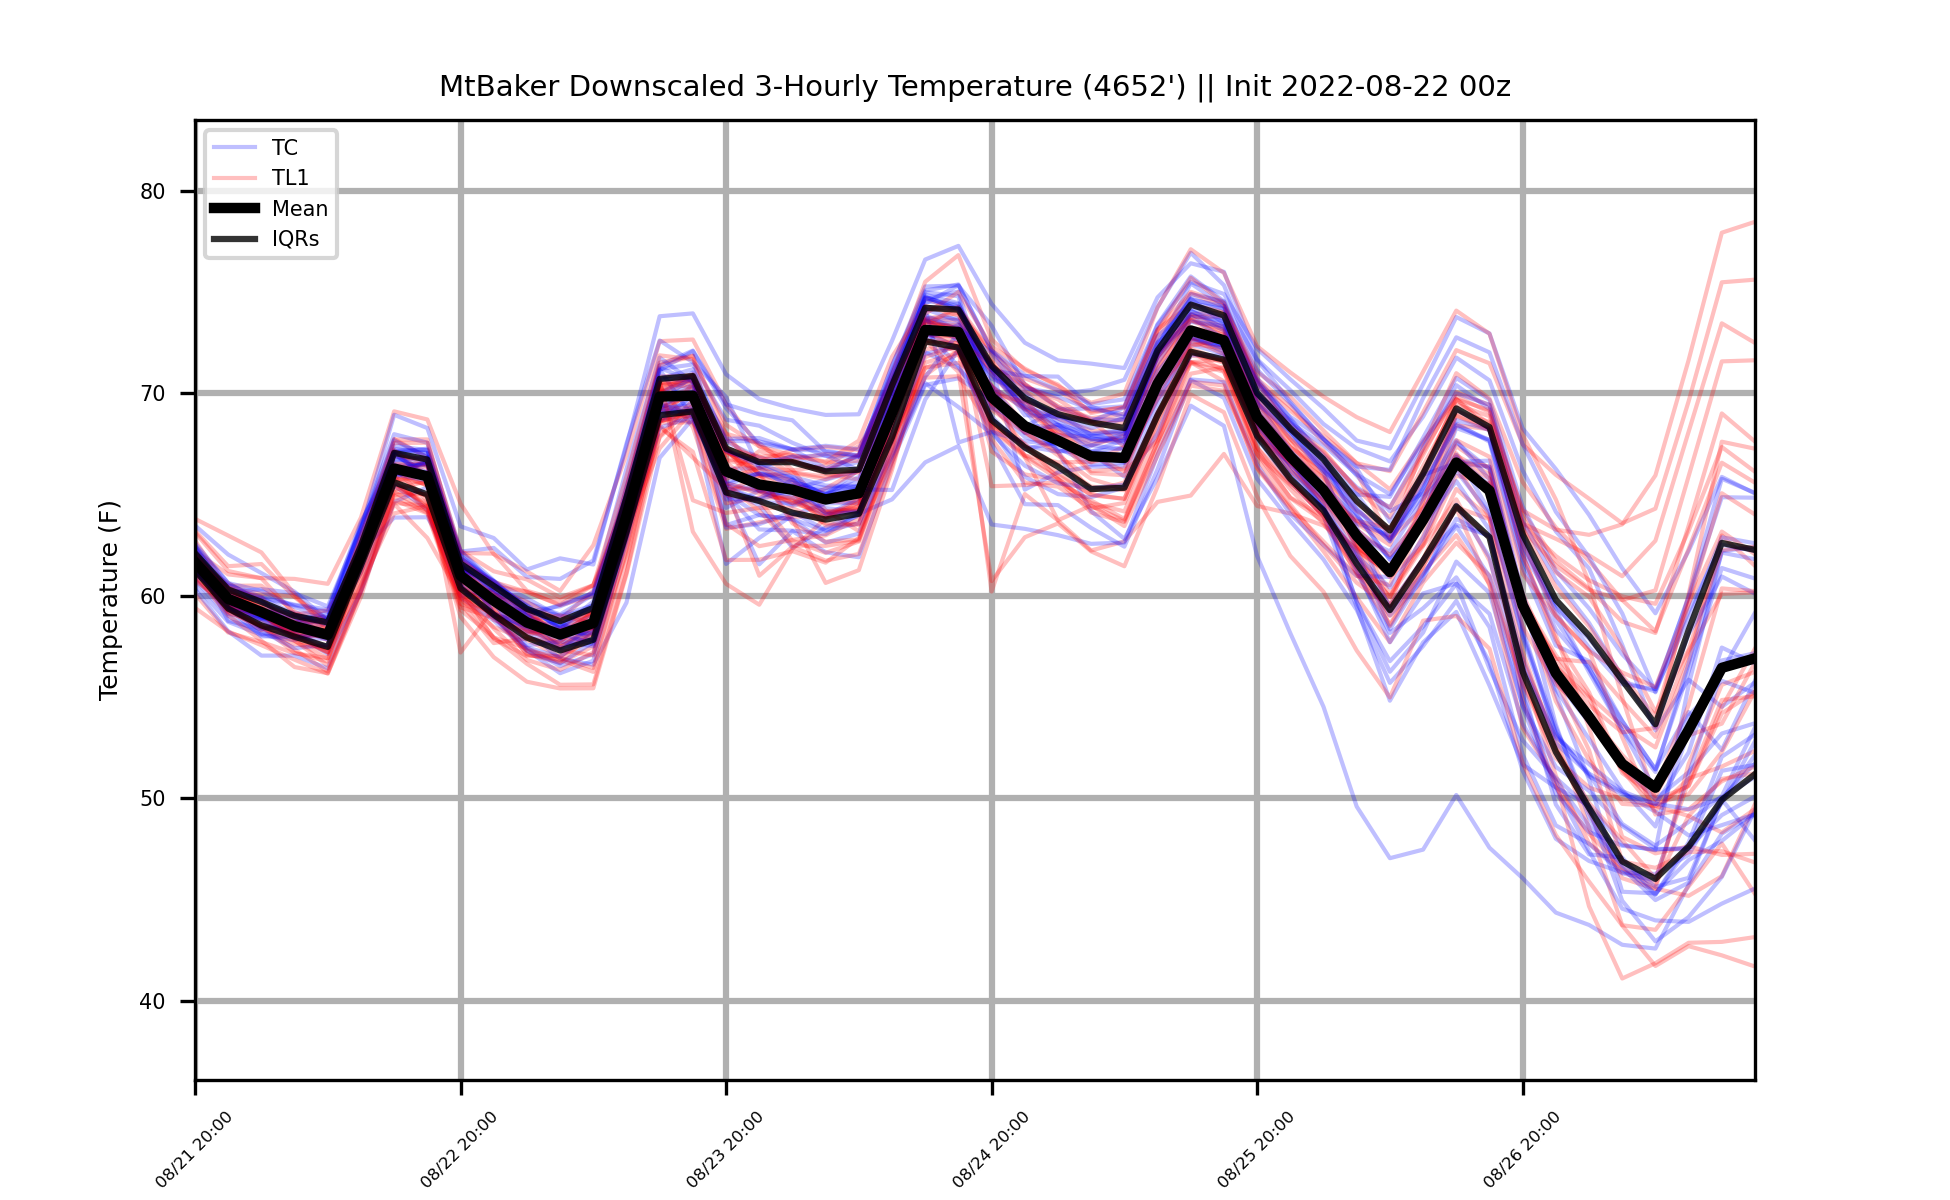 MtBaker Downscaled 3-Hourly Temperature (4652') || Init 2022-08-22 00z
TC
TL1
Mean
IQRs
Temperature (F)
80
70
60
50
40
08/21 20:00
08/22 20:00
08/23 20:00
08/24 20:00
08/25 20:00
08/26 20:00